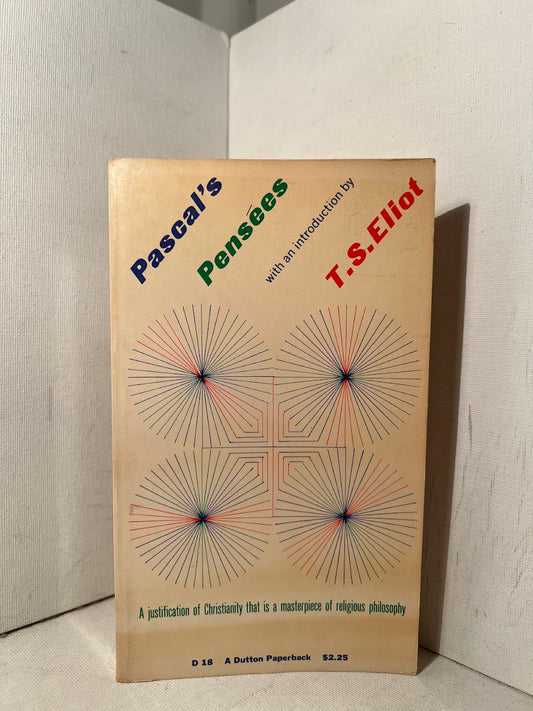 Pascal's
Pensées
with an introduction by
T.S.Eliot
A justification of Christianity that is a masterpiece of religious philosophy
D 18 A Dutton Paperback $2.25